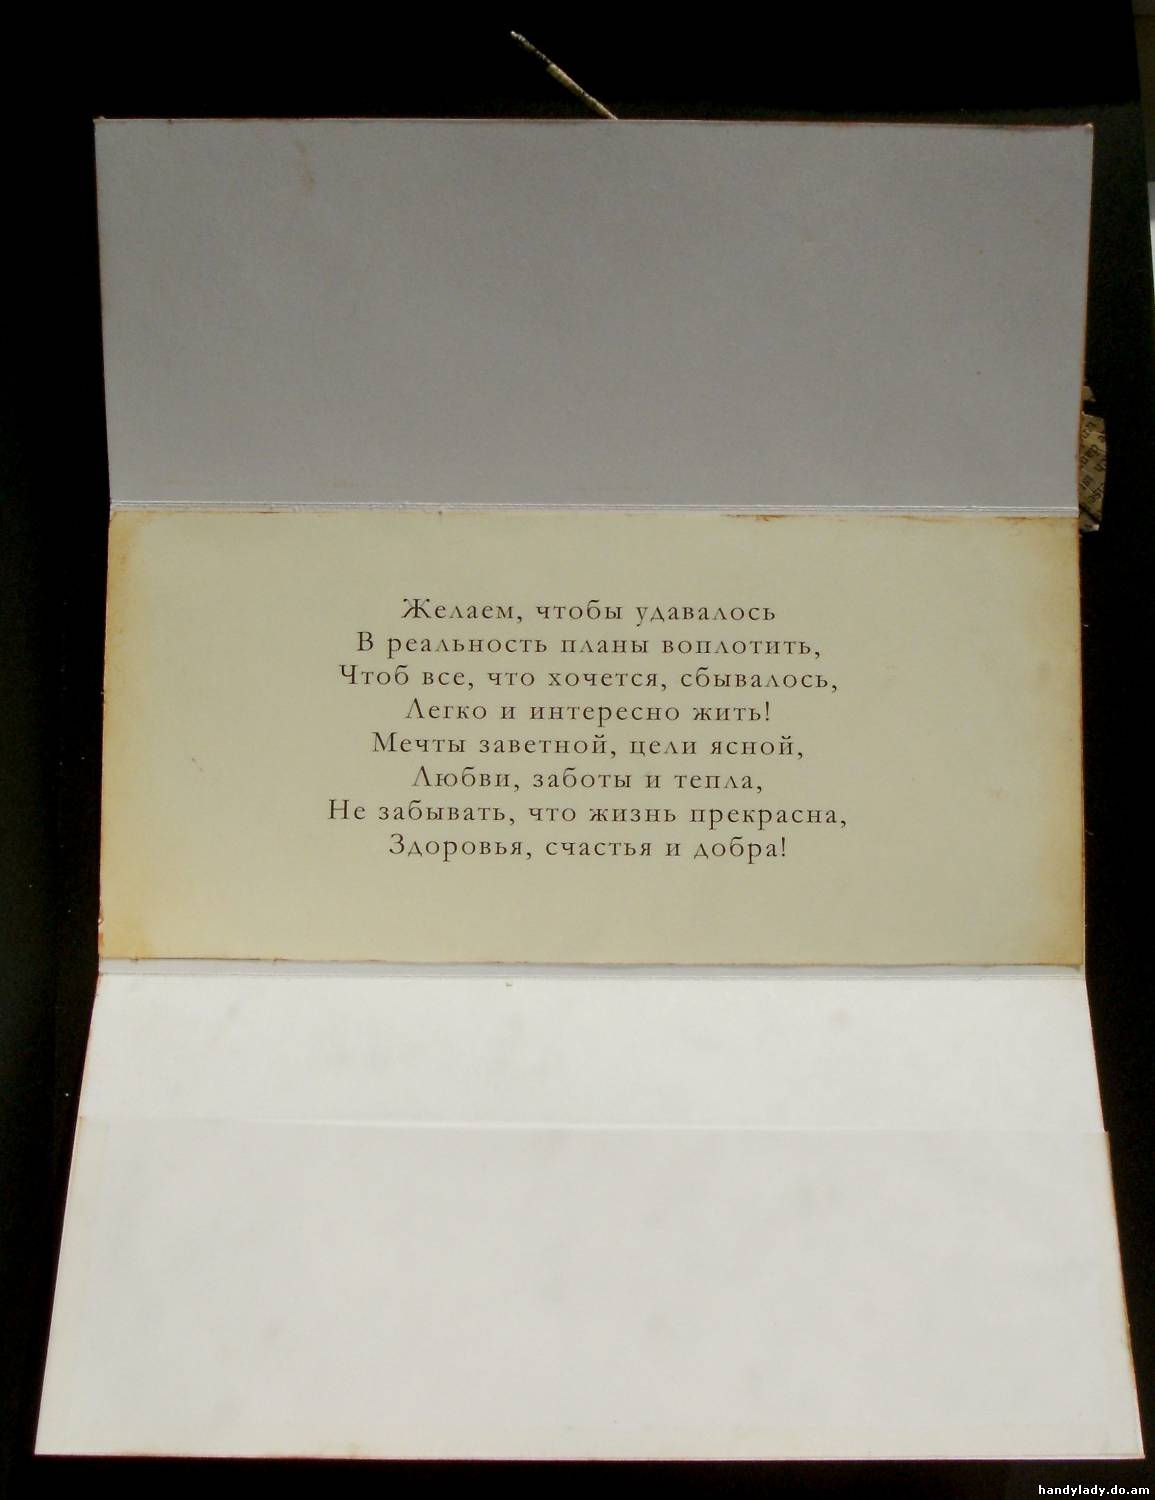 Желаем, чтобы удавалось
В реальность планы воплотить,
Чтоб все, что хочется, сбывалось,
Легко и интересно жить!
Мечты заветной, цели ясной,
Любви, заботы и тепла,
Не забывать, что жизнь прекрасна,
Здоровья, счастья и добра!
handylady.do.am